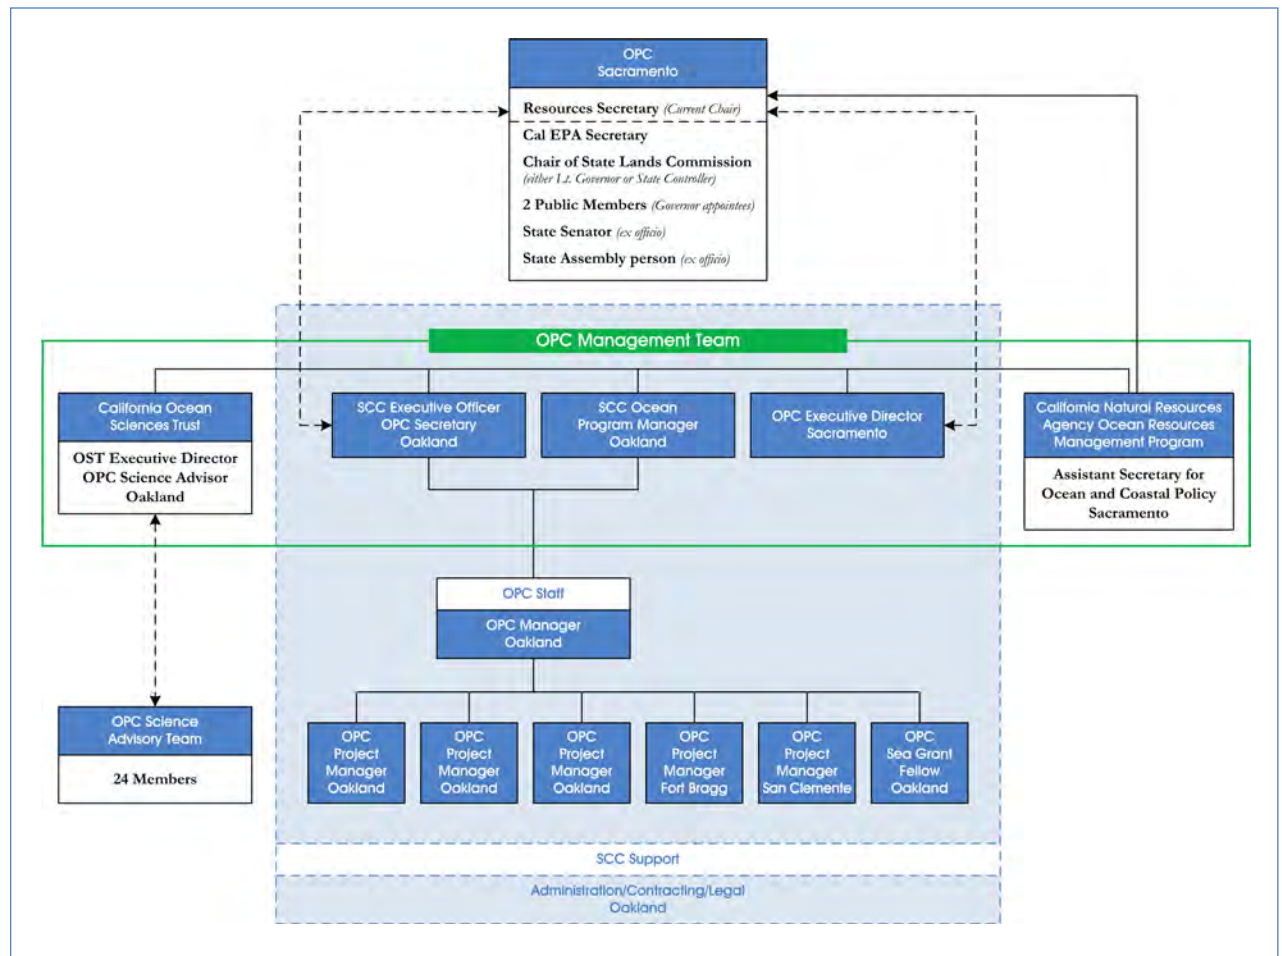 OPC
Sacramento
Resources Secretary (Current Chair)
Cal EPA Secretary
Chair of State Lands Commission
(either Lt. Governor or State Controller)
2 Public Members (Governor appointees)
State Senator (ex officio)
State Assembly person (ex officio)
OPC Management Team
California Ocean
Sciences Trust
OST Executive Director
OPC Science Advisor
Oakland
SCC Executive Officer
OPC Secretary
Oakland
SCC Ocean
Program Manager
Oakland
OPC Executive Director
Sacramento
California Natural Resources
Agency Ocean Resources
Management Program
Assistant Secretary for
Ocean and Coastal Policy
Sacramento
OPC Staff
OPC Manager
Oakland
OPC Science
Advisory Team
24 Members
OPC
Project
Manager
Oakland
OPC
Project
Manager
Oakland
OPC
Project
Manager
Oakland
OPC
Project
Manager
Fort Bragg
OPC
Project
Manager
San Clemente
OPC
Sea Grant
Fellow
Oakland
SCC Support
Administration/Contracting/Legal
Oakland